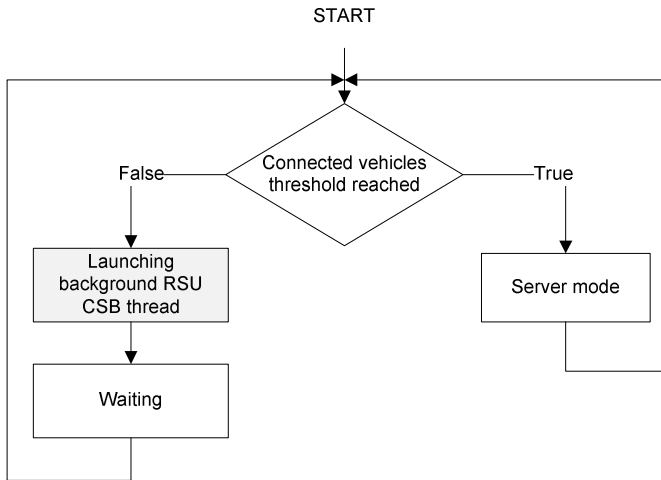 START
Connected vehicles
threshold reached
False
True
Launching
background RSU
CSB thread
Server mode
Waiting